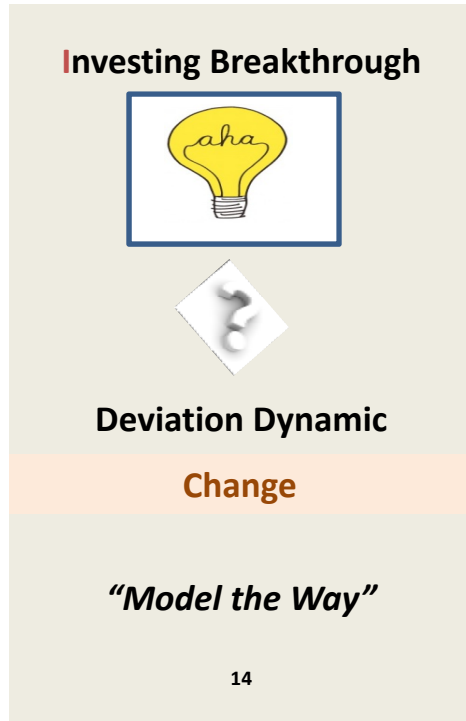 Investing Breakthrough
aha
?
Deviation Dynamic
Change
“Model the Way”
14